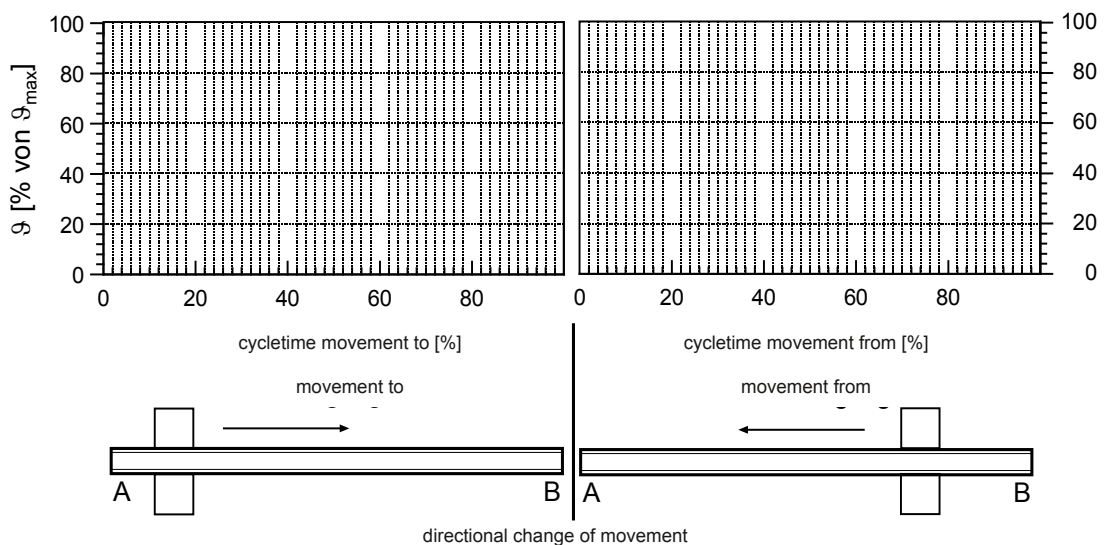 100
80
60
40
20
0
ϑ [% von ϑmax]
0 20 40 60 80
cycletime movement to [%]
100
80
60
40
20
0
0 20 40 60 80
cycletime movement from [%]
movement to
movement from
A B
A B
directional change of movement